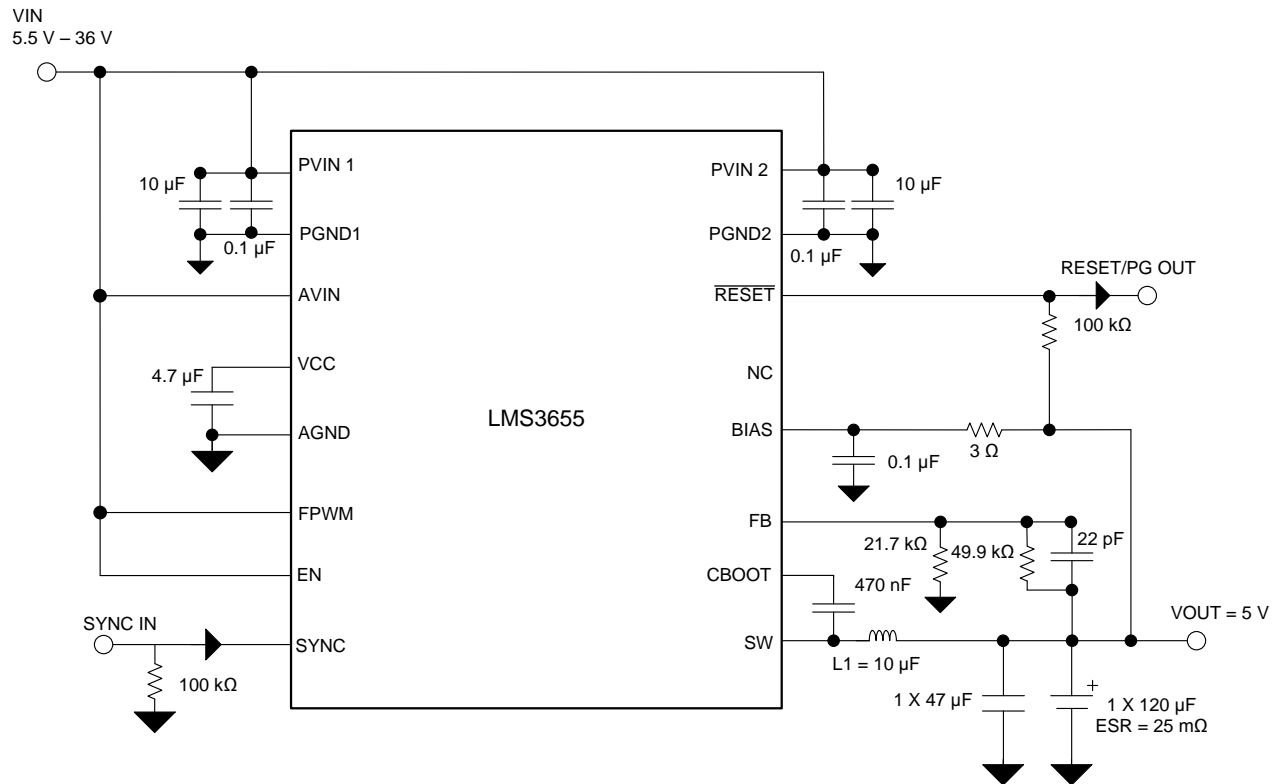 VIN
5.5 V – 36 V
PVIN 1
PVIN 2
10 µF
10 µF
PGND1
PGND2
0.1 µF
0.1 µF
RESET/PG OUT
AVIN
RESET
100 kΩ
VCC
NC
4.7 µF
LMS3655
AGND
BIAS
3 Ω
0.1 µF
FPWM
FB
21.7 kΩ
49.9 kΩ
22 pF
EN
CBOOT
470 nF
VOUT = 5 V
SYNC IN
SYNC
SW
L1 = 10 µF
100 kΩ
1 X 47 µF
+
1 X 120 µF
ESR = 25 mΩ